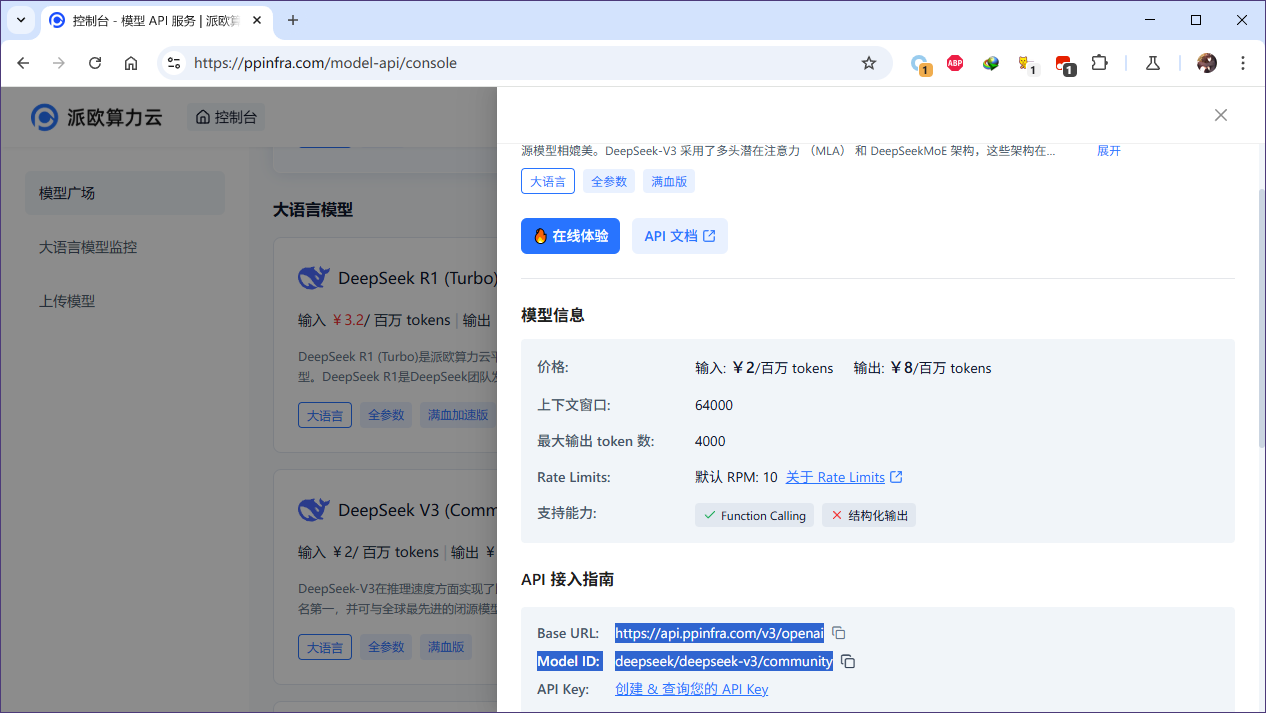 控制台 - 模型 API 服务 | 派欧算
https://ppinfra.com/model-api/console
1
ABP
1
1
派欧算力云
控制台
模型广场
大语言模型监控
上传模型
大语言模型
DeepSeek R1 (Turbo)
输入 ¥3.2/ 百万 tokens | 输出
DeepSeek R1 (Turbo)是派欧算力云平
型。DeepSeek R1是DeepSeek团队发
大语言 全参数 满血加速版
DeepSeek V3 (Comm
输入 ¥2/ 百万 tokens | 输出 ¥
DeepSeek-V3在推理速度方面实现了
名第一，并可与全球最先进的闭源模型
大语言 全参数 满血版
源模型相媲美。DeepSeek-V3 采用了多头潜在注意力 （MLA） 和 DeepSeekMoE 架构，这些架构在... 展开
大语言 全参数 满血版
在线体验 API 文档
模型信息
价格: 输入: ¥2/百万 tokens 输出: ¥8/百万 tokens
上下文窗口: 64000
最大输出 token 数: 4000
Rate Limits: 默认 RPM: 10 关于 Rate Limits
支持能力: Function Calling 结构化输出
API 接入指南
Base URL: https://api.ppinfra.com/v3/openai
Model ID: deepseek/deepseek-v3/community
API Key: 创建 & 查询您的 API Key